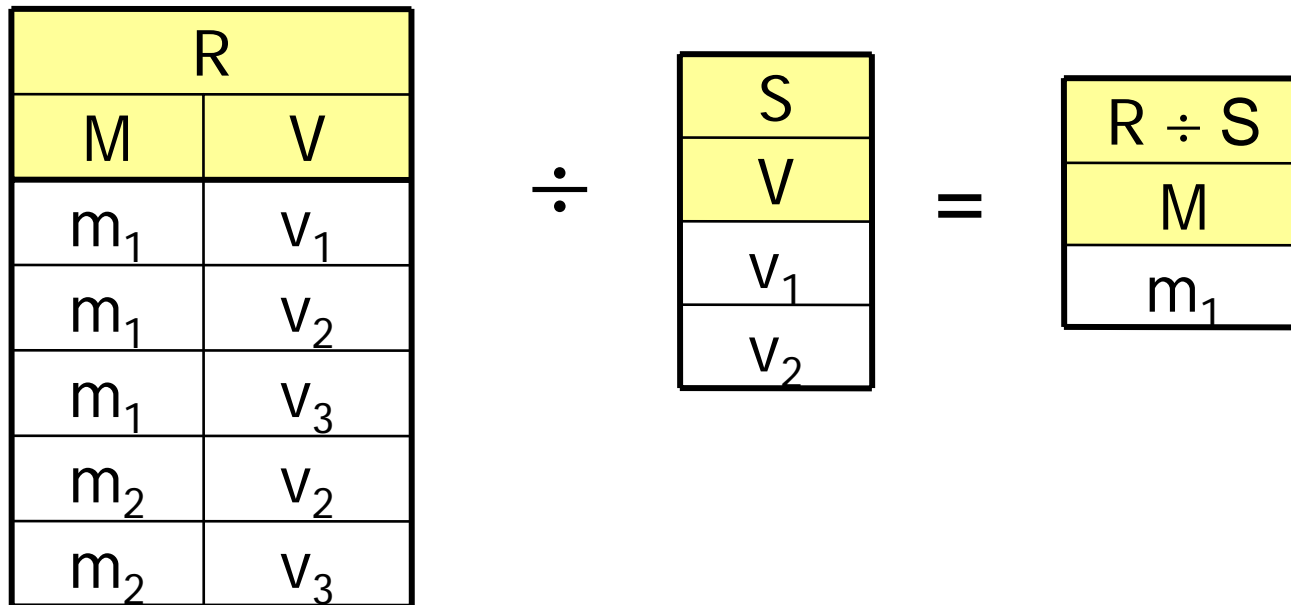 R
M V
m₁ v₁
m₁ v₂
m₁ v₃
m₂ v₂
m₂ v₃
÷
S
V
v₁
v₂
=
R ÷ S
M
m₁